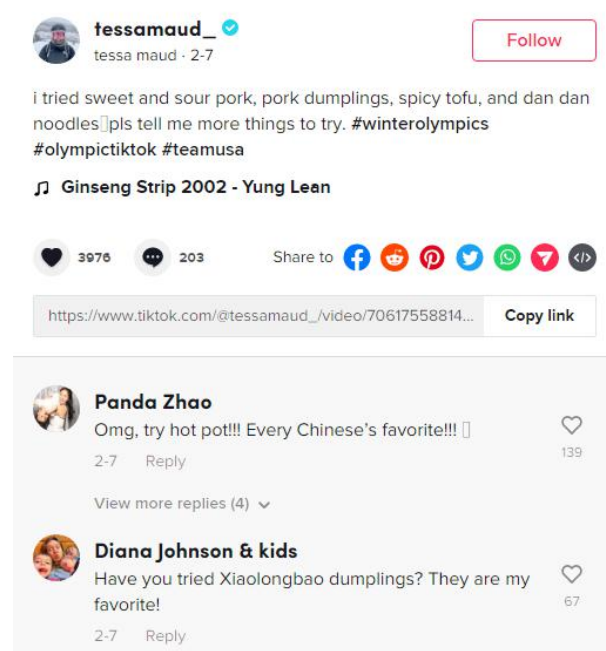 tessamaud_
Follow
tessa maud · 2-7
i tried sweet and sour pork, pork dumplings, spicy tofu, and dan dan
noodles▯pls tell me more things to try. #winterolympics
#olympictiktok #teamusa
♫ Ginseng Strip 2002 - Yung Lean
3976 203 Share to
https://www.tiktok.com/@tessamaud_/video/70617558814... Copy link
Panda Zhao
Omg, try hot pot!!! Every Chinese's favorite!!! ▯
139
2-7 Reply
View more replies (4)
Diana Johnson & kids
Have you tried Xiaolongbao dumplings? They are my
favorite!
67
2-7 Reply